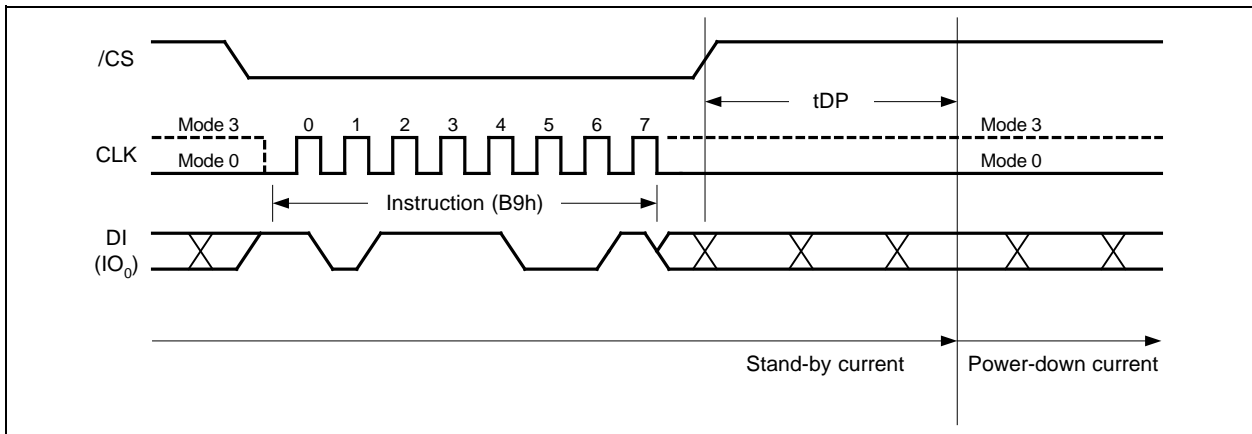 /CS
tDP
Mode 3 0 1 2 3 4 5 6 7 Mode 3
CLK
Mode 0 Mode 0
Instruction (B9h)
DI
(IO0)
Stand-by current Power-down current